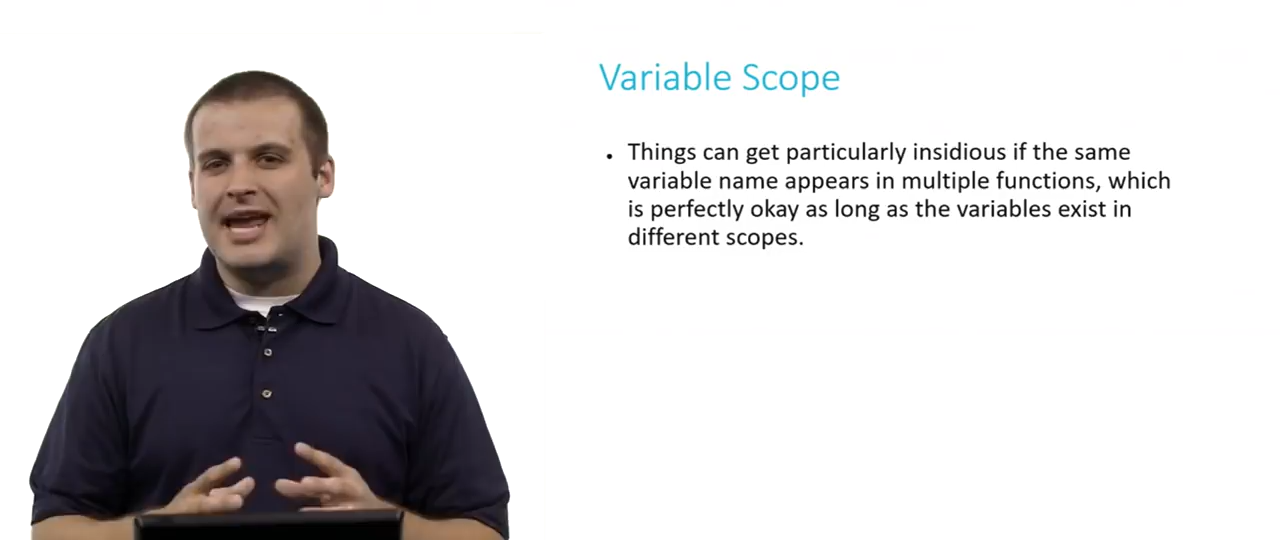 Variable Scope
• Things can get particularly insidious if the same
variable name appears in multiple functions, which
is perfectly okay as long as the variables exist in
different scopes.